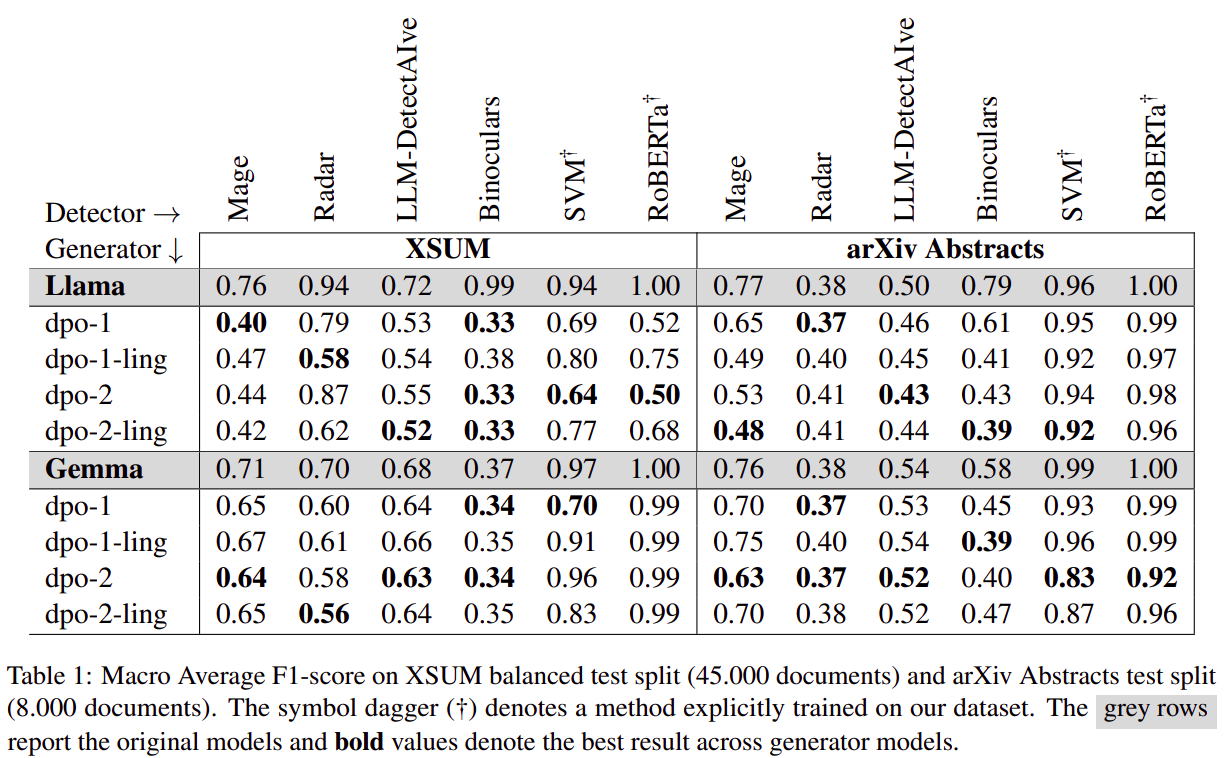 Mage Radar LLM-DetectAIve Binoculars SVM† RoBERTa† Mage Radar LLM-DetectAIve Binoculars SVM† RoBERTa†
Detector →
Generator ↓ XSUM arXiv Abstracts
Llama 0.76 0.94 0.72 0.99 0.94 1.00 0.77 0.38 0.50 0.79 0.96 1.00
dpo-1 0.40 0.79 0.53 0.33 0.69 0.52 0.65 0.37 0.46 0.61 0.95 0.99
dpo-1-ling 0.47 0.58 0.54 0.38 0.80 0.75 0.49 0.40 0.45 0.41 0.92 0.97
dpo-2 0.44 0.87 0.55 0.33 0.64 0.50 0.53 0.41 0.43 0.43 0.94 0.98
dpo-2-ling 0.42 0.62 0.52 0.33 0.77 0.68 0.48 0.41 0.44 0.39 0.92 0.96
Gemma 0.71 0.70 0.68 0.37 0.97 1.00 0.76 0.38 0.54 0.58 0.99 1.00
dpo-1 0.65 0.60 0.64 0.34 0.70 0.99 0.70 0.37 0.53 0.45 0.93 0.99
dpo-1-ling 0.67 0.61 0.66 0.35 0.91 0.99 0.75 0.40 0.54 0.39 0.96 0.99
dpo-2 0.64 0.58 0.63 0.34 0.96 0.99 0.63 0.37 0.52 0.40 0.83 0.92
dpo-2-ling 0.65 0.56 0.64 0.35 0.83 0.99 0.70 0.38 0.52 0.47 0.87 0.96
Table 1: Macro Average F1-score on XSUM balanced test split (45.000 documents) and arXiv Abstracts test split
(8.000 documents). The symbol dagger (†) denotes a method explicitly trained on our dataset. The grey rows
report the original models and bold values denote the best result across generator models.